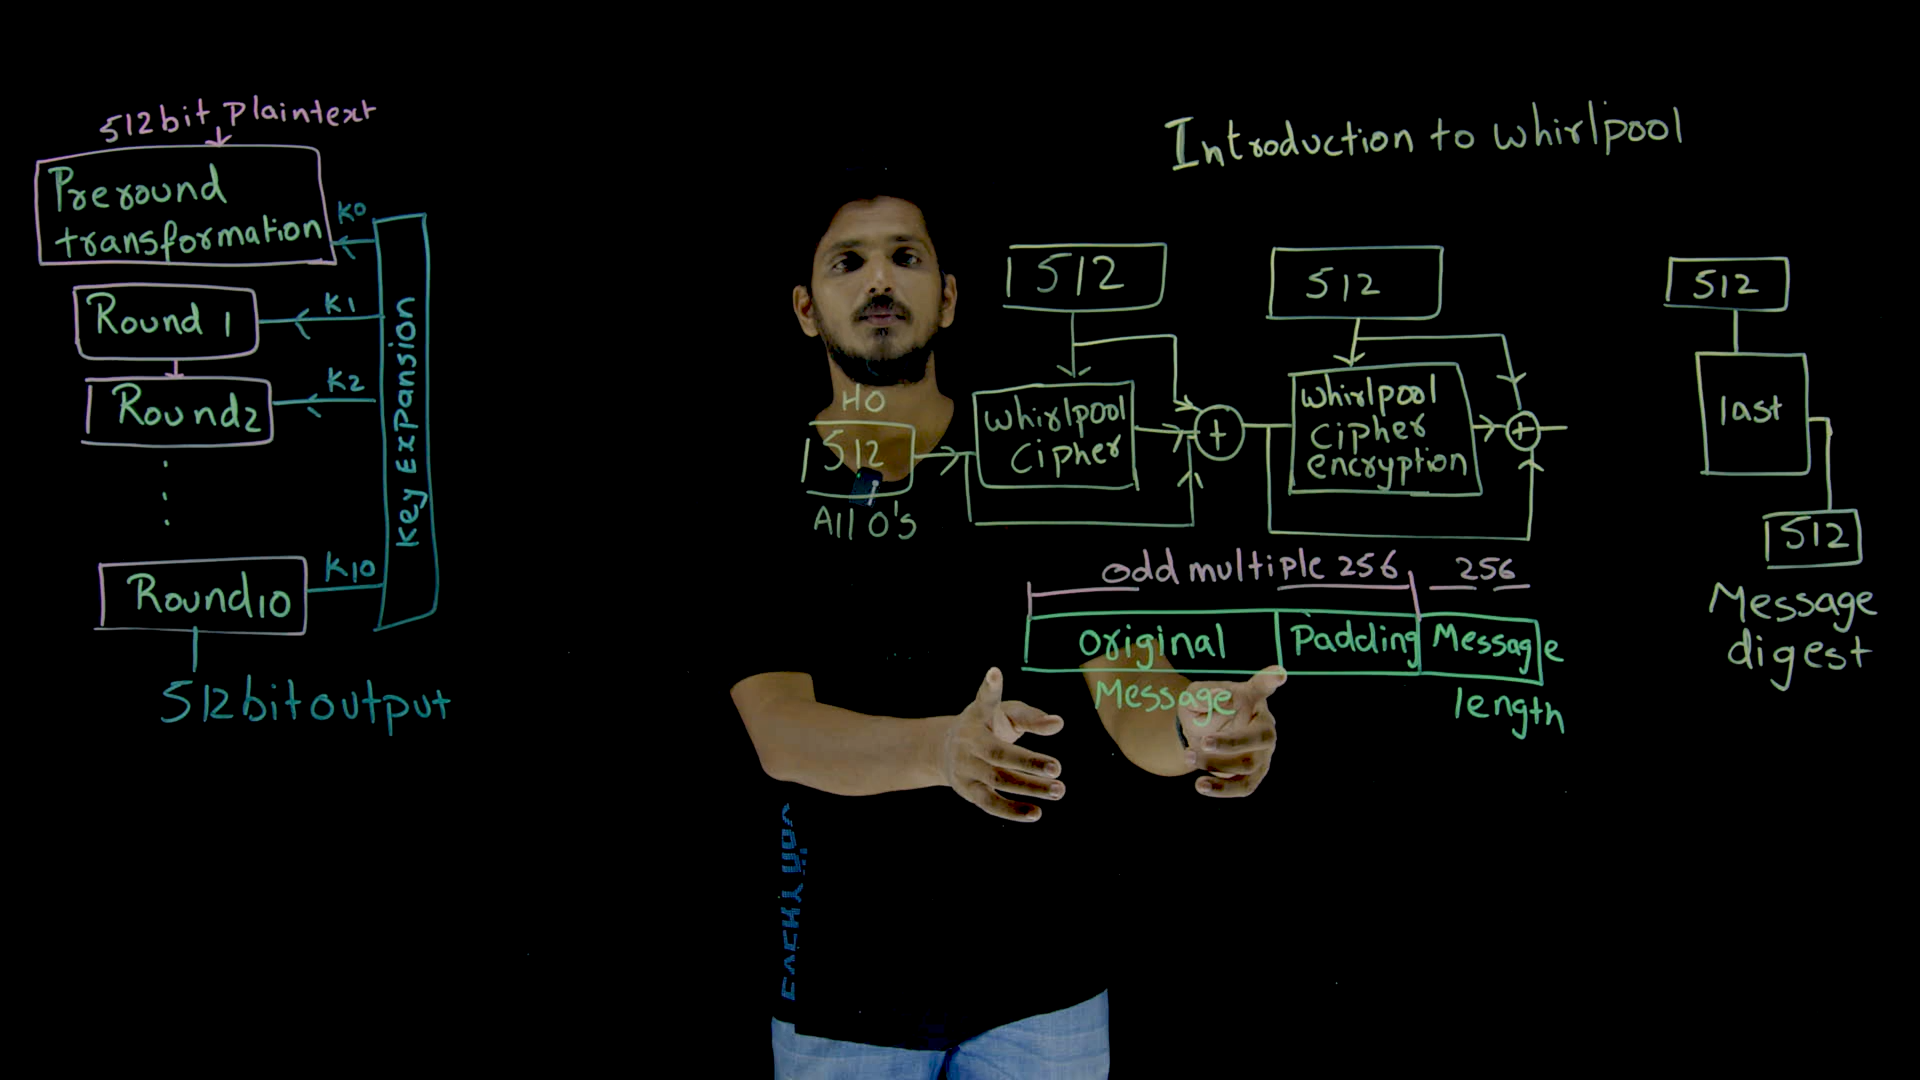 512bit Plaintext
Preround
transformation
K0
Round 1
K1
Round2
K2
Round10
K10
Key Expansion
512bitoutput
Introduction to whirlpool
512
512
512
H0
512
All 0's
whirlpool
Cipher
+
whirlpool
cipher
encryption
+
last
512
Message
digest
odd multiple 256
256
original
Message
Padding
Message
length